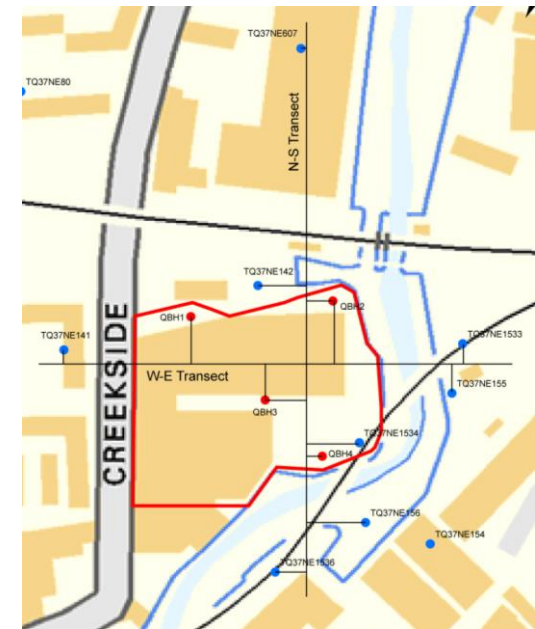 TQ37NE607
TQ37NE80
N-S Transect
TQ37NE142
QBH1
QBH2
TQ37NE141
TQ37NE1533
W-E Transect
TQ37NE155
CREEKSIDE
QBH3
TQ37NE1534
QBH4
TQ37NE156
TQ37NE154
TQ37NE1536